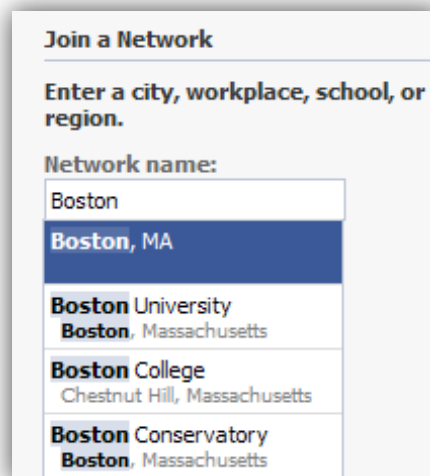 Join a Network
Enter a city, workplace, school, or
region.
Network name:
Boston
Boston, MA
Boston University
Boston, Massachusetts
Boston College
Chestnut Hill, Massachusetts
Boston Conservatory
Boston, Massachusetts